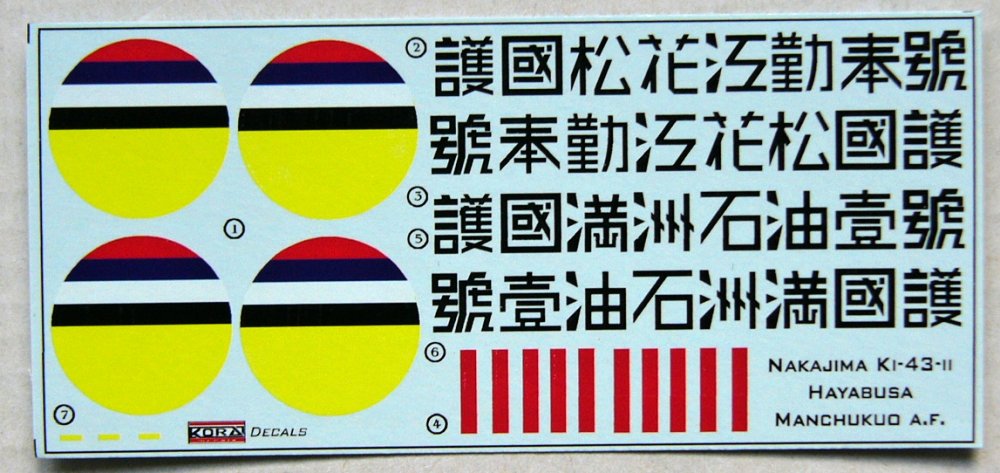 ② 護國松花江勤奉號
號奉勤江花松國護
③ 護國満洲石油壹號
①
⑤
號壹油石洲満國護
⑥
NAKAJIMA KI-43-II
HAYABUSA
MANCHUKUO A.F.
④
⑦
KORA DECALS